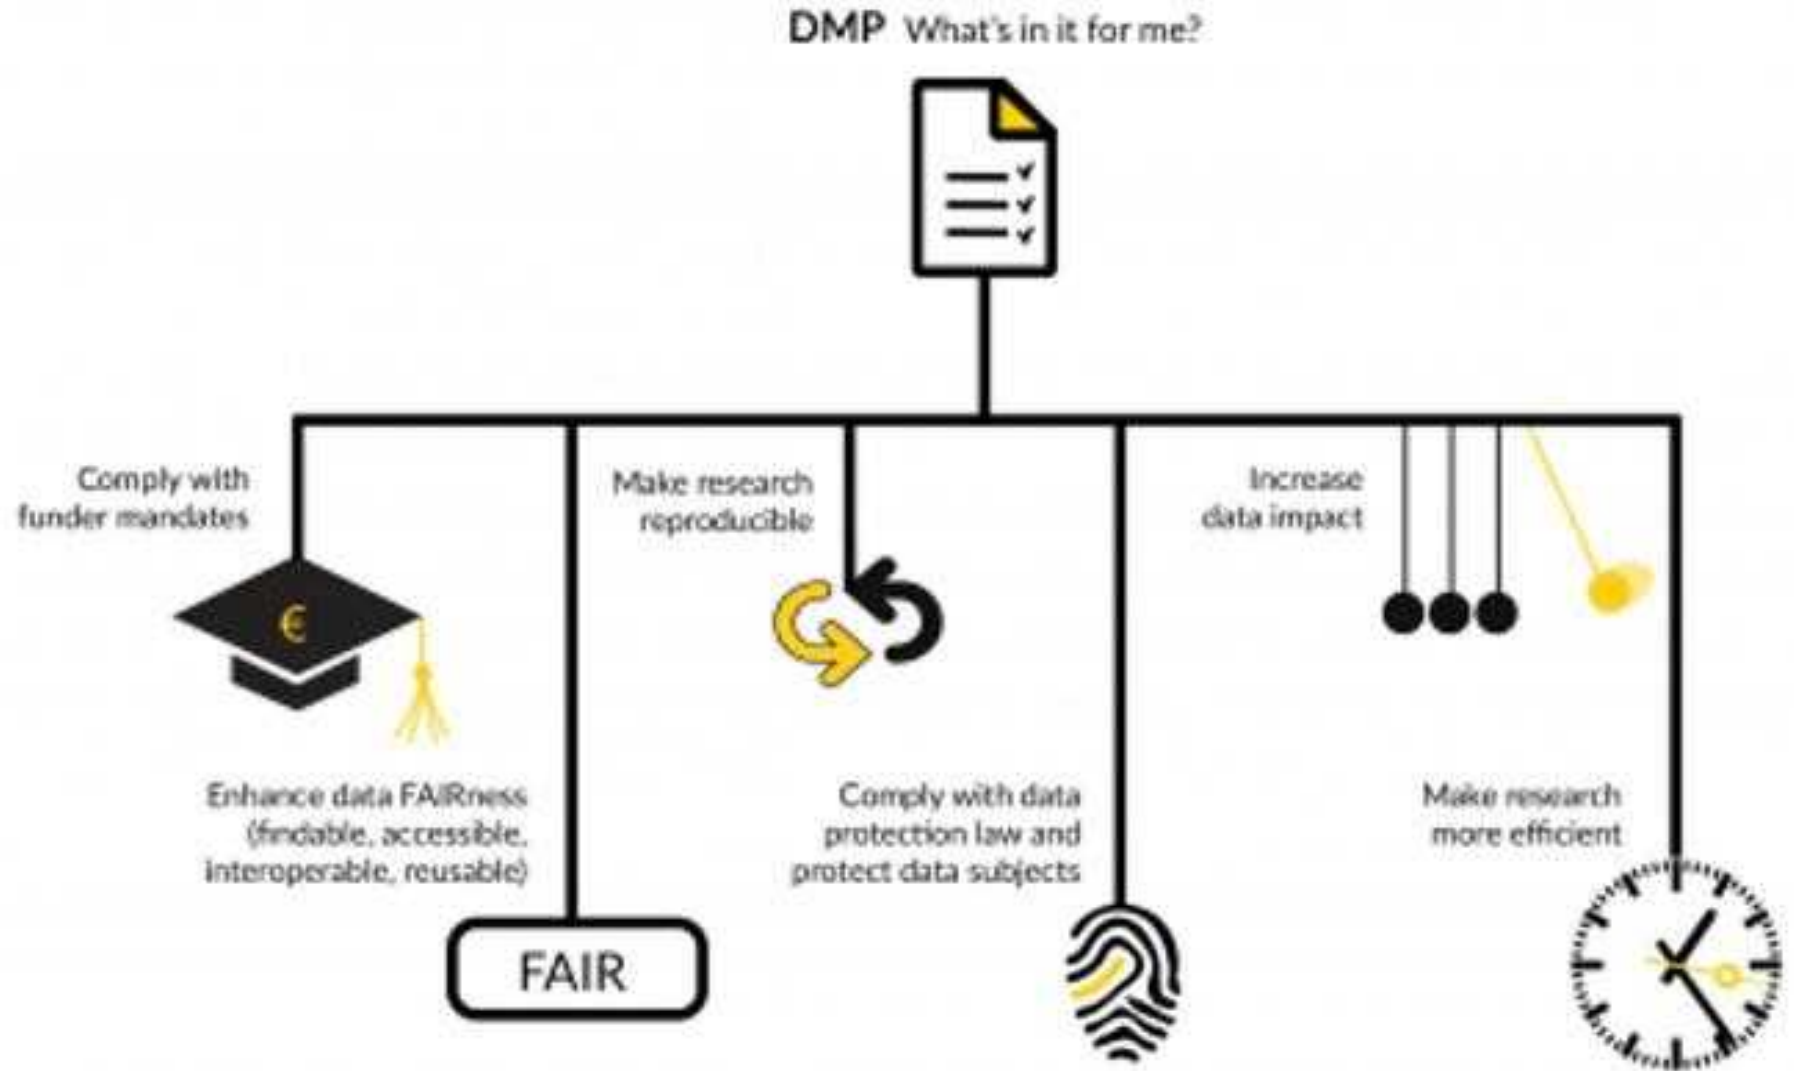 DMP What's in it for me?
Comply with
funder mandates
Make research
reproducible
Increase
data impact
€
Enhance data FAIRness
(findable, accessible,
interoperable, reusable)
Comply with data
protection law and
protect data subjects
Make research
more efficient
FAIR